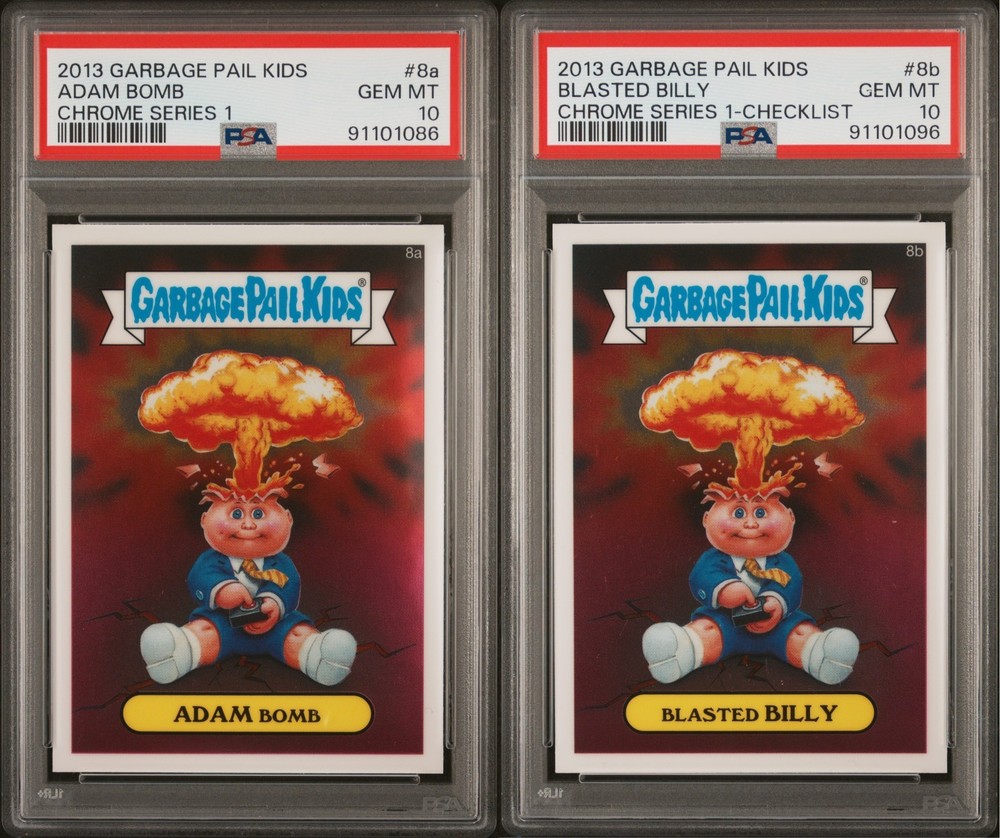 2013 GARBAGE PAIL KIDS #8a
ADAM BOMB GEM MT
CHROME SERIES 1 10
PSA 91101086
8a
GARBAGE PAIL KIDS®
ADAM BOMB
PSA
2013 GARBAGE PAIL KIDS #8b
BLASTED BILLY GEM MT
CHROME SERIES 1-CHECKLIST 10
PSA 91101096
8b
GARBAGE PAIL KIDS®
BLASTED BILLY
PSA